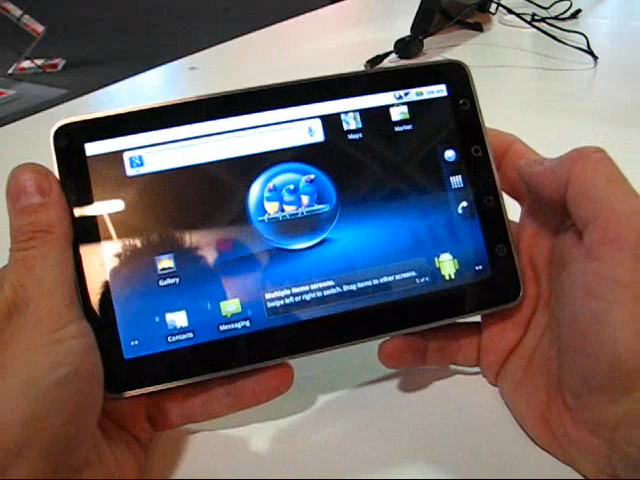 Maps
Market
Gallery
Contacts
Messaging
Multiple home screens.
Swipe left or right to switch. Drag items to other screens.